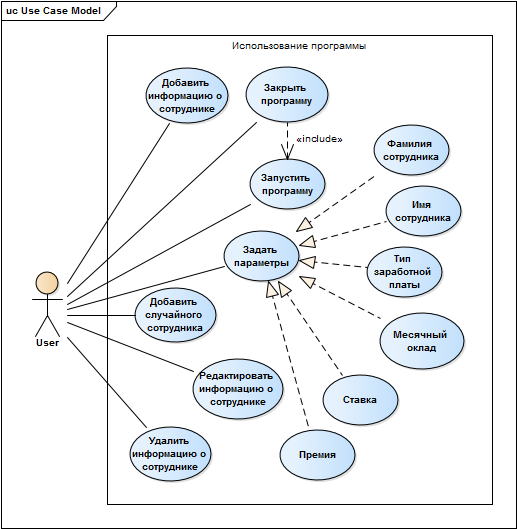 uc Use Case Model
Использование программы
Добавить
информацию о
сотруднике
Закрыть
программу
«include»
Фамилия
сотрудника
Запустить
программу
Имя
сотрудника
Задать
параметры
Тип
заработной
платы
User
Добавить
случайного
сотрудника
Месячный
оклад
Редактировать
информацию о
сотруднике
Ставка
Удалить
информацию о
сотруднике
Премия